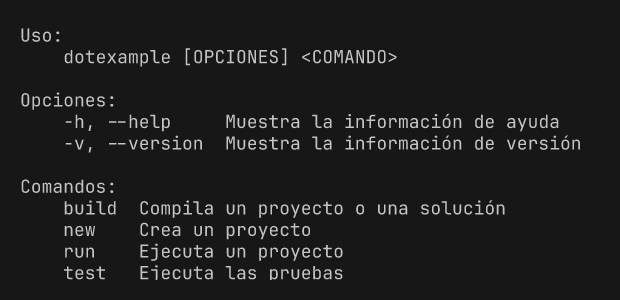 Uso:
    dotexample [OPCIONES] <COMANDO>

Opciones:
    -h, --help     Muestra la información de ayuda
    -v, --version  Muestra la información de versión

Comandos:
    build  Compila un proyecto o una solución
    new    Crea un proyecto
    run    Ejecuta un proyecto
    test   Ejecuta las pruebas